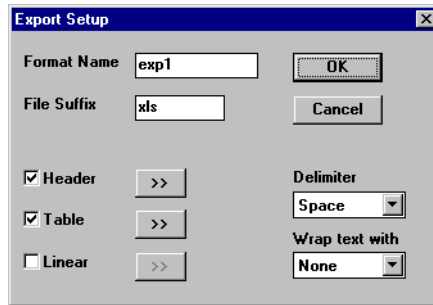 Export Setup
Format Name exp1 OK
File Suffix xls Cancel
Header >> Delimiter
Table >> Space
Wrap text with
Linear >> None